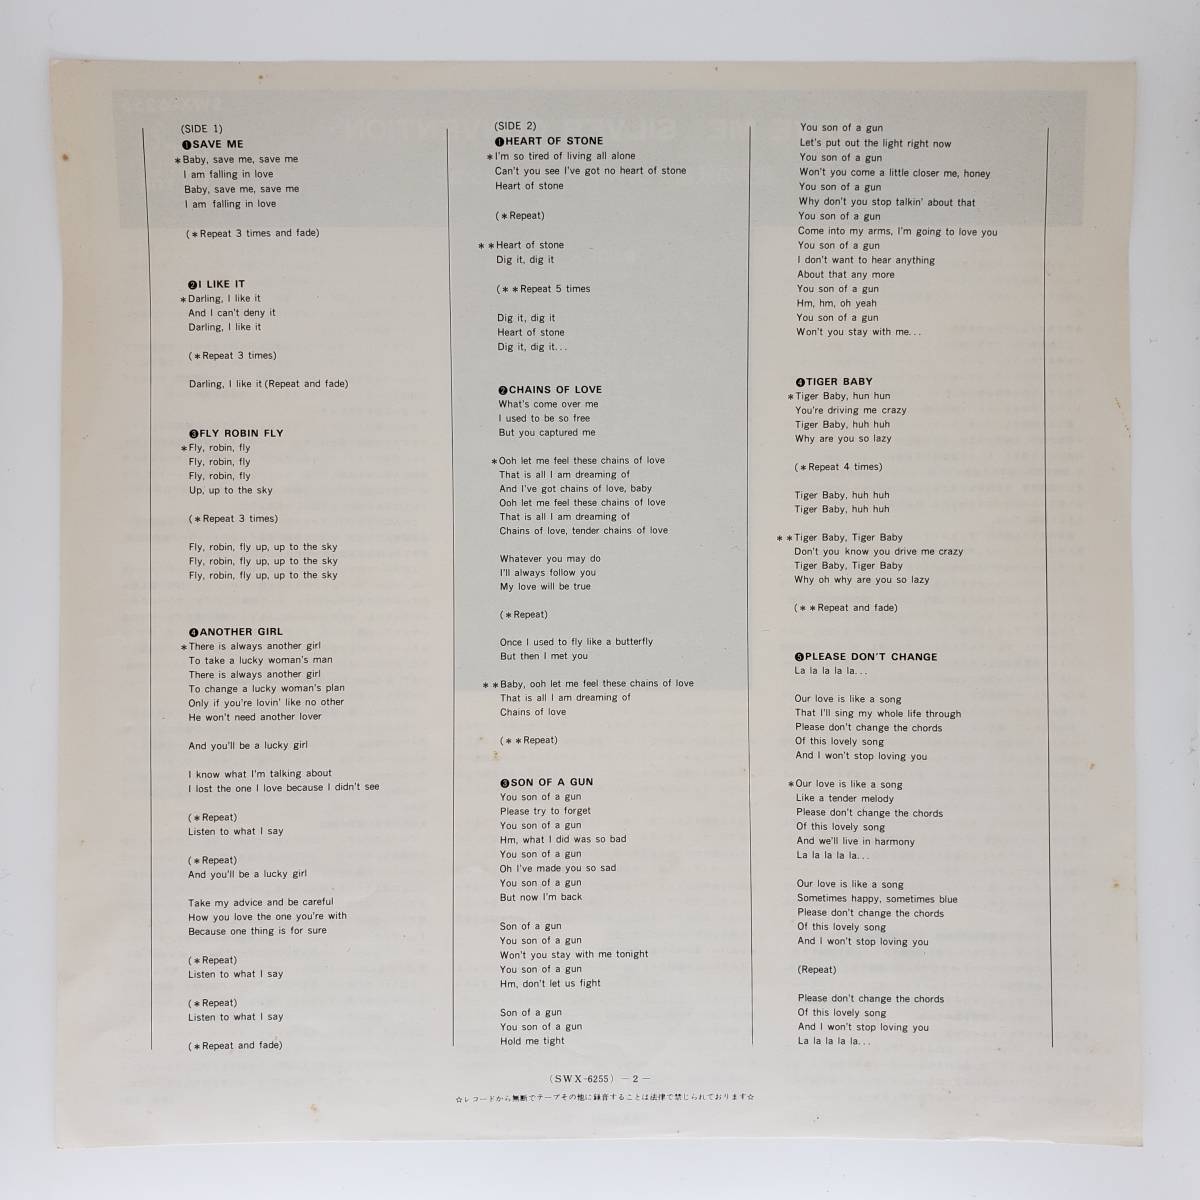 (SIDE 1)
❶SAVE ME
*Baby, save me, save me
I am falling in love
Baby, save me, save me
I am falling in love
(*Repeat 3 times and fade)
❷I LIKE IT
*Darling, I like it
And I can't deny it
Darling, I like it
(*Repeat 3 times)
Darling, I like it (Repeat and fade)
❸FLY ROBIN FLY
*Fly, robin, fly
Fly, robin, fly
Fly, robin, fly
Up, up to the sky
(*Repeat 3 times)
Fly, robin, fly up, up to the sky
Fly, robin, fly up, up to the sky
Fly, robin, fly up, up to the sky
❹ANOTHER GIRL
*There is always another girl
To take a lucky woman's man
There is always another girl
To change a lucky woman's plan
Only if you're lovin' like no other
He won't need another lover
And you'll be a lucky girl
I know what I'm talking about
I lost the one I love because I didn't see
(*Repeat)
Listen to what I say
(*Repeat)
And you'll be a lucky girl
Take my advice and be careful
How you love the one you're with
Because one thing is for sure
(*Repeat)
Listen to what I say
(*Repeat)
Listen to what I say
(*Repeat and fade)
(SIDE 2)
❶HEART OF STONE
*I'm so tired of living all alone
Can't you see I've got no heart of stone
Heart of stone
(*Repeat)
**Heart of stone
Dig it, dig it
(**Repeat 5 times
Dig it, dig it
Heart of stone
Dig it, dig it...
❷CHAINS OF LOVE
What's come over me
I used to be so free
But you captured me
*Ooh let me feel these chains of love
That is all I am dreaming of
And I've got chains of love, baby
Ooh let me feel these chains of love
That is all I am dreaming of
Chains of love, tender chains of love
Whatever you may do
I'll always follow you
My love will be true
(*Repeat)
Once I used to fly like a butterfly
But then I met you
**Baby, ooh let me feel these chains of love
That is all I am dreaming of
Chains of love
(**Repeat)
❸SON OF A GUN
You son of a gun
Please try to forget
You son of a gun
Hm, what I did was so bad
You son of a gun
Oh I've made you so sad
You son of a gun
But now I'm back
Son of a gun
You son of a gun
Won't you stay with me tonight
You son of a gun
Hm, don't let us fight
Son of a gun
You son of a gun
Hold me tight
You son of a gun
Let's put out the light right now
You son of a gun
Won't you come a little closer me, honey
You son of a gun
Why don't you stop talkin' about that
You son of a gun
Come into my arms, I'm going to love you
You son of a gun
I don't want to hear anything
About that any more
You son of a gun
Hm, hm, oh yeah
You son of a gun
Won't you stay with me...
❹TIGER BABY
*Tiger Baby, hun hun
You're driving me crazy
Tiger Baby, huh huh
Why are you so lazy
(*Repeat 4 times)
Tiger Baby, huh huh
Tiger Baby, huh huh
**Tiger Baby, Tiger Baby
Don't you know you drive me crazy
Tiger Baby, Tiger Baby
Why oh why are you so lazy
(**Repeat and fade)
❺PLEASE DON'T CHANGE
La la la la la...
Our love is like a song
That I'll sing my whole life through
Please don't change the chords
Of this lovely song
And I won't stop loving you
*Our love is like a song
Like a tender melody
Please don't change the chords
Of this lovely song
And we'll live in harmony
La la la la la...
Our love is like a song
Sometimes happy, sometimes blue
Please don't change the chords
Of this lovely song
And I won't stop loving you
(Repeat)
Please don't change the chords
Of this lovely song
And I won't stop loving you
La la la la la...
(SWX-6255) —2—
☆レコードから無断でテープその他に録音することは法律で禁じられております☆